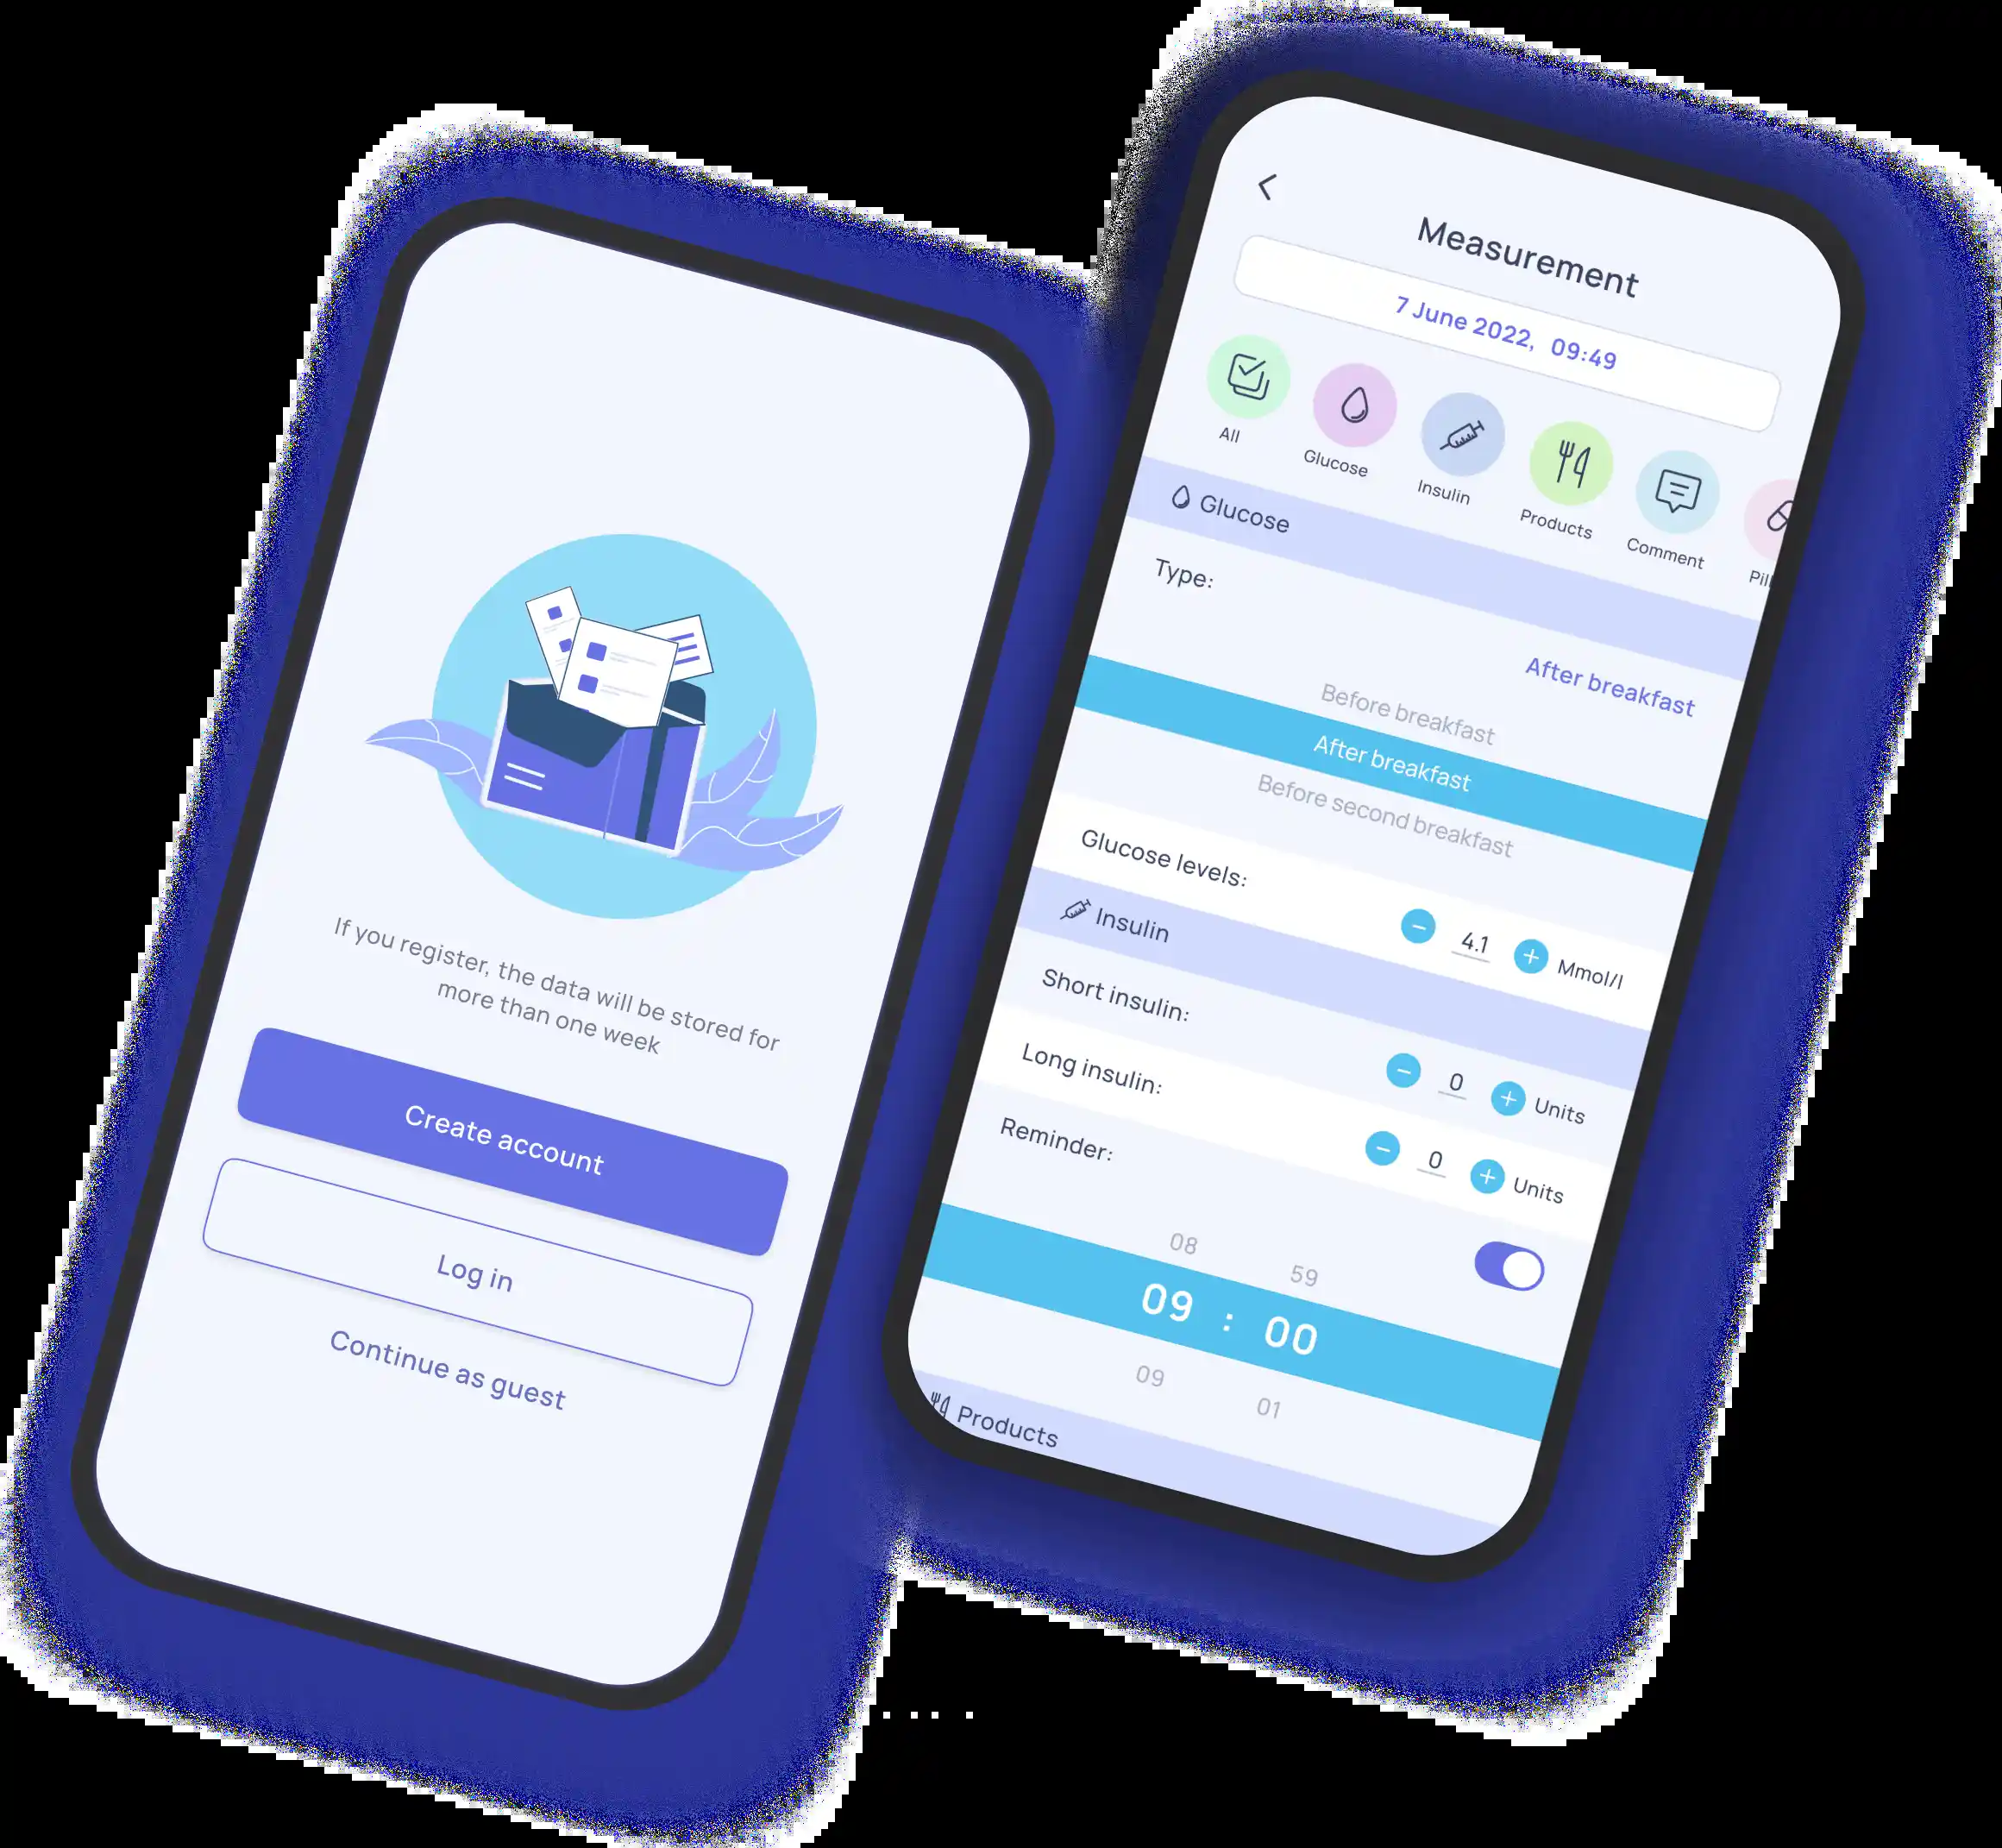 If you register, the data will be stored for
more than one week
Create account
Log in
Continue as guest
Measurement
7 June 2022, 09:49
All
Glucose
Insulin
Products
Comment
Glucose
Type:
After breakfast
Before breakfast
After breakfast
Before second breakfast
Glucose levels:
4.1 Mmol/l
Insulin
Short insulin:
0 Units
Long insulin:
0 Units
Reminder:
08 59
09 : 00
09 01
Products